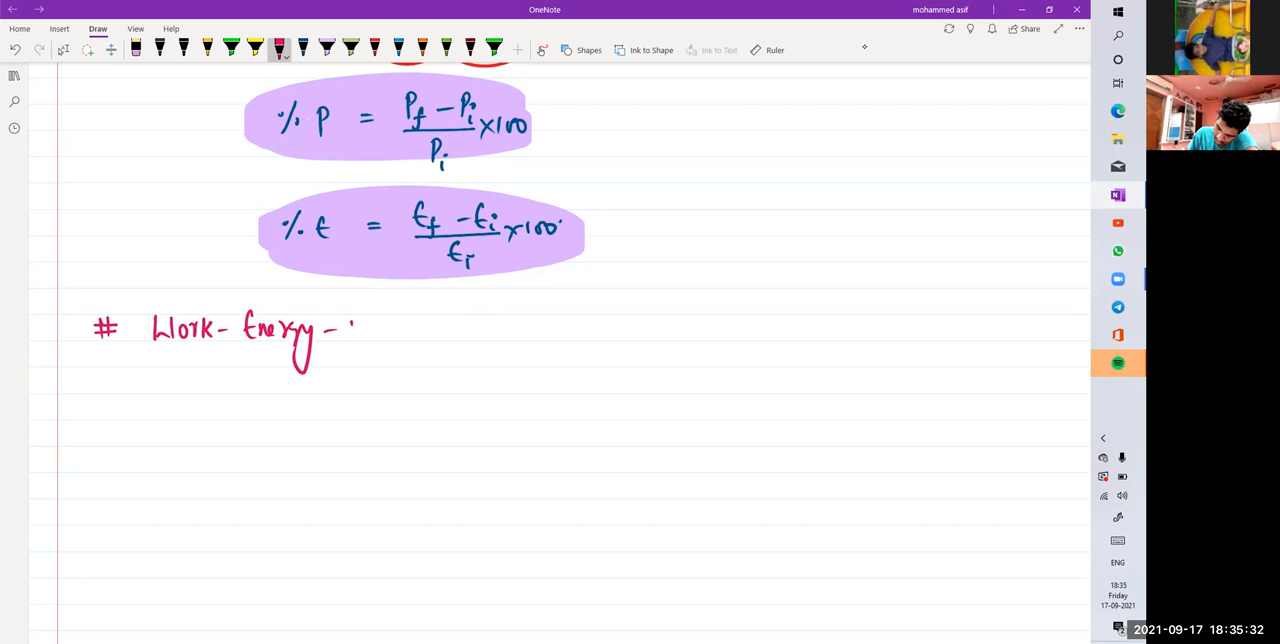 OneNote
mohammed asif
Home Insert Draw View Help
Shapes Ink to Shape Ink to Text Ruler Share
% P = Pf - Pi / Pi × 100
% E = Ef - Ei / Ei × 100
# Work - Energy -
ENG
18:35
Friday
17-09-2021
2021-09-17 18:35:32